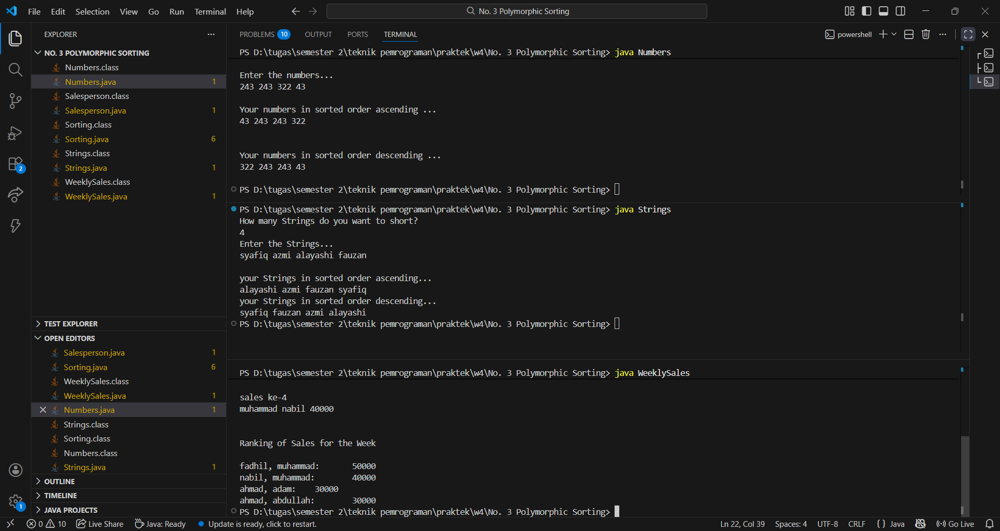 File Edit Selection View Go Run Terminal Help
No. 3 Polymorphic Sorting
EXPLORER
NO. 3 POLYMORPHIC SORTING
Numbers.class
Numbers.java 1
Salesperson.class
Salesperson.java 1
Sorting.class
Sorting.java 6
Strings.class
Strings.java 1
WeeklySales.class
WeeklySales.java 1
2
TEST EXPLORER
OPEN EDITORS
Salesperson.java 1
Sorting.java 6
WeeklySales.class
WeeklySales.java 1
Numbers.java 1
Strings.class
Sorting.class
Numbers.class
Strings.java 1
OUTLINE
TIMELINE
JAVA PROJECTS
1
PROBLEMS 10 OUTPUT PORTS TERMINAL
powershell
PS D:\tugas\semester 2\teknik pemrograman\praktek\w4\No. 3 Polymorphic Sorting> java Numbers
Enter the numbers...
243 243 322 43
Your numbers in sorted order ascending ...
43 243 243 322
Your numbers in sorted order descending ...
322 243 243 43
PS D:\tugas\semester 2\teknik pemrograman\praktek\w4\No. 3 Polymorphic Sorting>
PS D:\tugas\semester 2\teknik pemrograman\praktek\w4\No. 3 Polymorphic Sorting> java Strings
How many Strings do you want to short?
4
Enter the Strings...
syafiq azmi alayashi fauzan
your Strings in sorted order ascending...
alayashi azmi fauzan syafiq
your Strings in sorted order descending...
syafiq fauzan azmi alayashi
PS D:\tugas\semester 2\teknik pemrograman\praktek\w4\No. 3 Polymorphic Sorting>
PS D:\tugas\semester 2\teknik pemrograman\praktek\w4\No. 3 Polymorphic Sorting> java WeeklySales
sales ke-4
muhammad nabil 40000
Ranking of Sales for the Week
fadhil, muhammad: 50000
nabil, muhammad: 40000
ahmad, adam: 30000
ahmad, abdullah: 30000
PS D:\tugas\semester 2\teknik pemrograman\praktek\w4\No. 3 Polymorphic Sorting>
0 10 Live Share Java: Ready Update is ready, click to restart. Ln 22, Col 39 Spaces: 4 UTF-8 CRLF { } Java Go Live